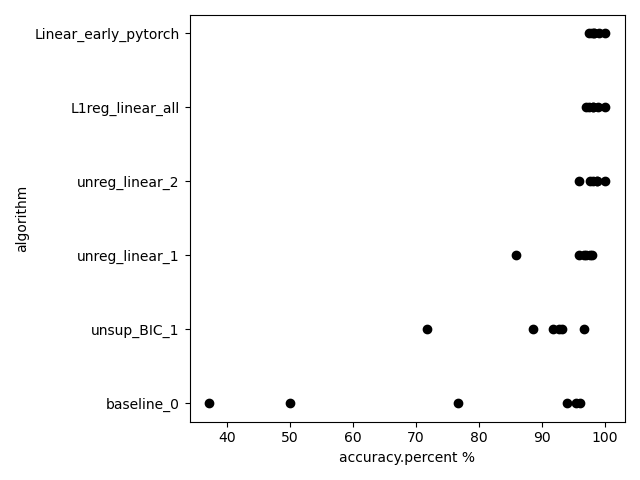 Linear_early_pytorch
L1reg_linear_all
unreg_linear_2
unreg_linear_1
unsup_BIC_1
baseline_0
algorithm
40 50 60 70 80 90 100
accuracy.percent %